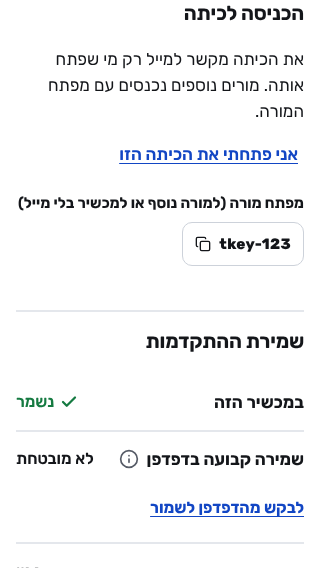 הכניסה לכיתה
את הכיתה מקשר למייל רק מי שפתח
אותה. מורים נוספים נכנסים עם מפתח
המורה.
אני פתחתי את הכיתה הזו
מפתח מורה (למורה נוסף או למכשיר בלי מייל)
tkey-123
שמירת ההתקדמות
במכשיר הזה נשמר
שמירה קבועה בדפדפן לא מובטחת
לבקש מהדפדפן לשמור